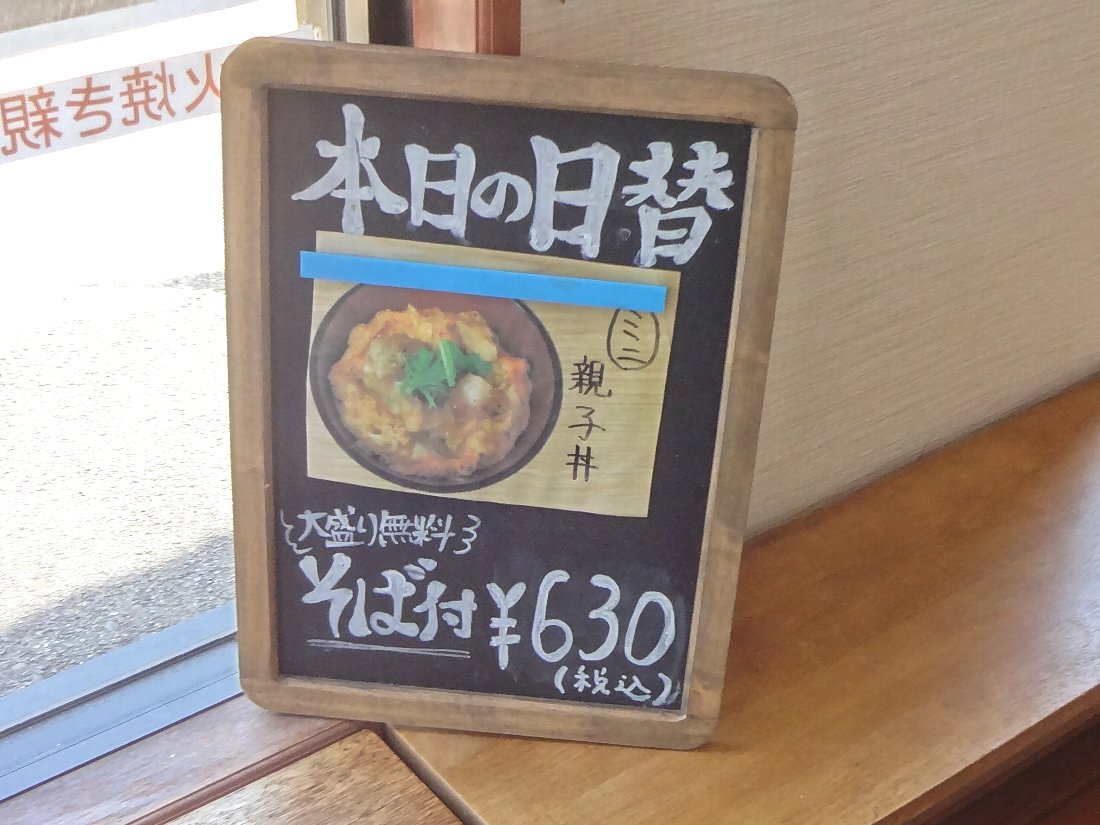 火焼き親
本日の日替
ミニ
親子丼
大盛り無料
そば付 ¥630
(税込)